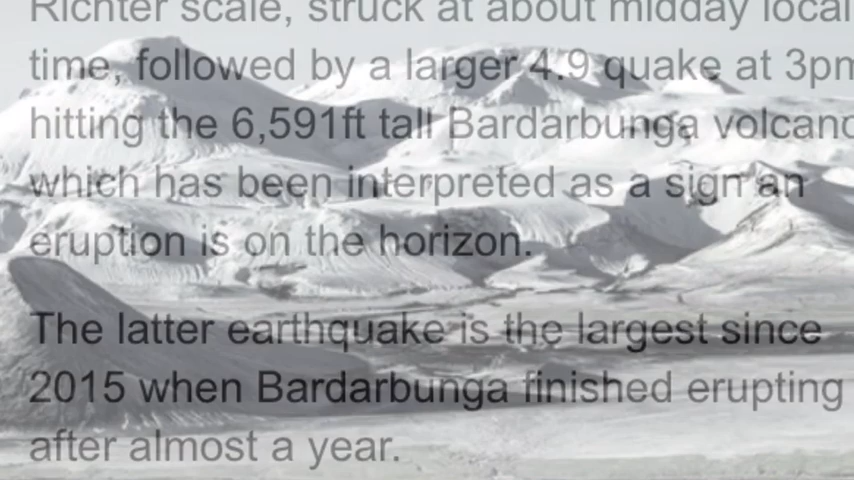 Richter scale, struck at about midday local
time, followed by a larger 4.9 quake at 3pm
hitting the 6,591ft tall Bardarbunga volcano
which has been interpreted as a sign an
eruption is on the horizon.
The latter earthquake is the largest since
2015 when Bardarbunga finished erupting
after almost a year.